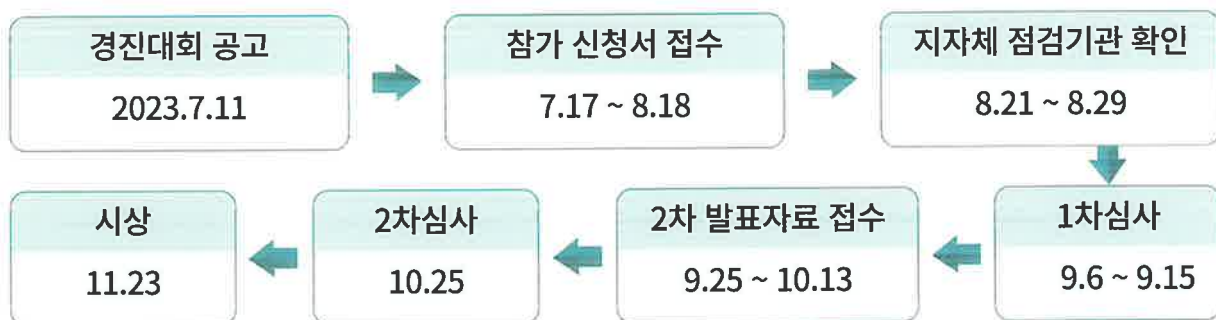 경진대회 공고
2023.7.11
참가 신청서 접수
7.17 ~ 8.18
지자체 점검기관 확인
8.21 ~ 8.29
1차심사
9.6 ~ 9.15
2차 발표자료 접수
9.25 ~ 10.13
2차심사
10.25
시상
11.23